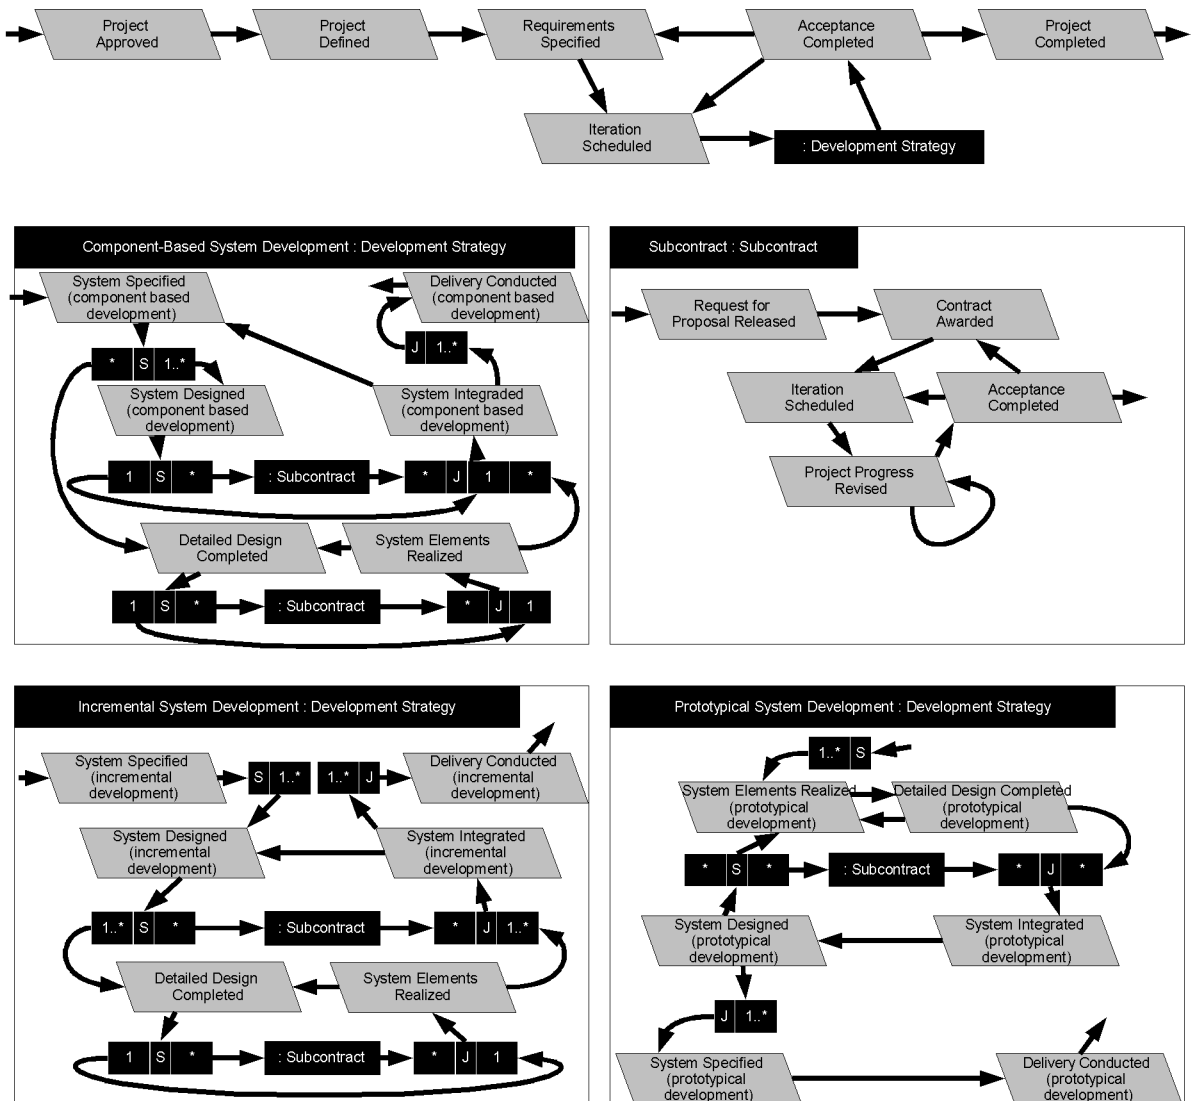 Project
Approved
Project
Defined
Requirements
Specified
Acceptance
Completed
Project
Completed
Iteration
Scheduled
: Development Strategy
Component-Based System Development : Development Strategy
System Specified
(component based
development)
Delivery Conducted
(component based
development)
J 1..*
* S 1..*
System Designed
(component based
development)
System Integraded
(component based
development)
1 S *
: Subcontract
* J 1 *
Detailed Design
Completed
System Elements
Realized
1 S *
: Subcontract
* J 1
Subcontract : Subcontract
Request for
Proposal Released
Contract
Awarded
Iteration
Scheduled
Acceptance
Completed
Project Progress
Revised
Incremental System Development : Development Strategy
System Specified
(incremental
development)
S 1..*
1..* J
Delivery Conducted
(incremental
development)
System Designed
(incremental
development)
System Integrated
(incremental
development)
1..* S *
: Subcontract
* J 1..*
Detailed Design
Completed
System Elements
Realized
1 S *
: Subcontract
* J 1
Prototypical System Development : Development Strategy
1..* S
System Elements Realized
(prototypical
development)
Detailed Design Completed
(prototypical
development)
* S *
: Subcontract
* J *
System Designed
(prototypical
development)
System Integrated
(prototypical
development)
J 1..*
System Specified
(prototypical
development)
Delivery Conducted
(prototypical
development)